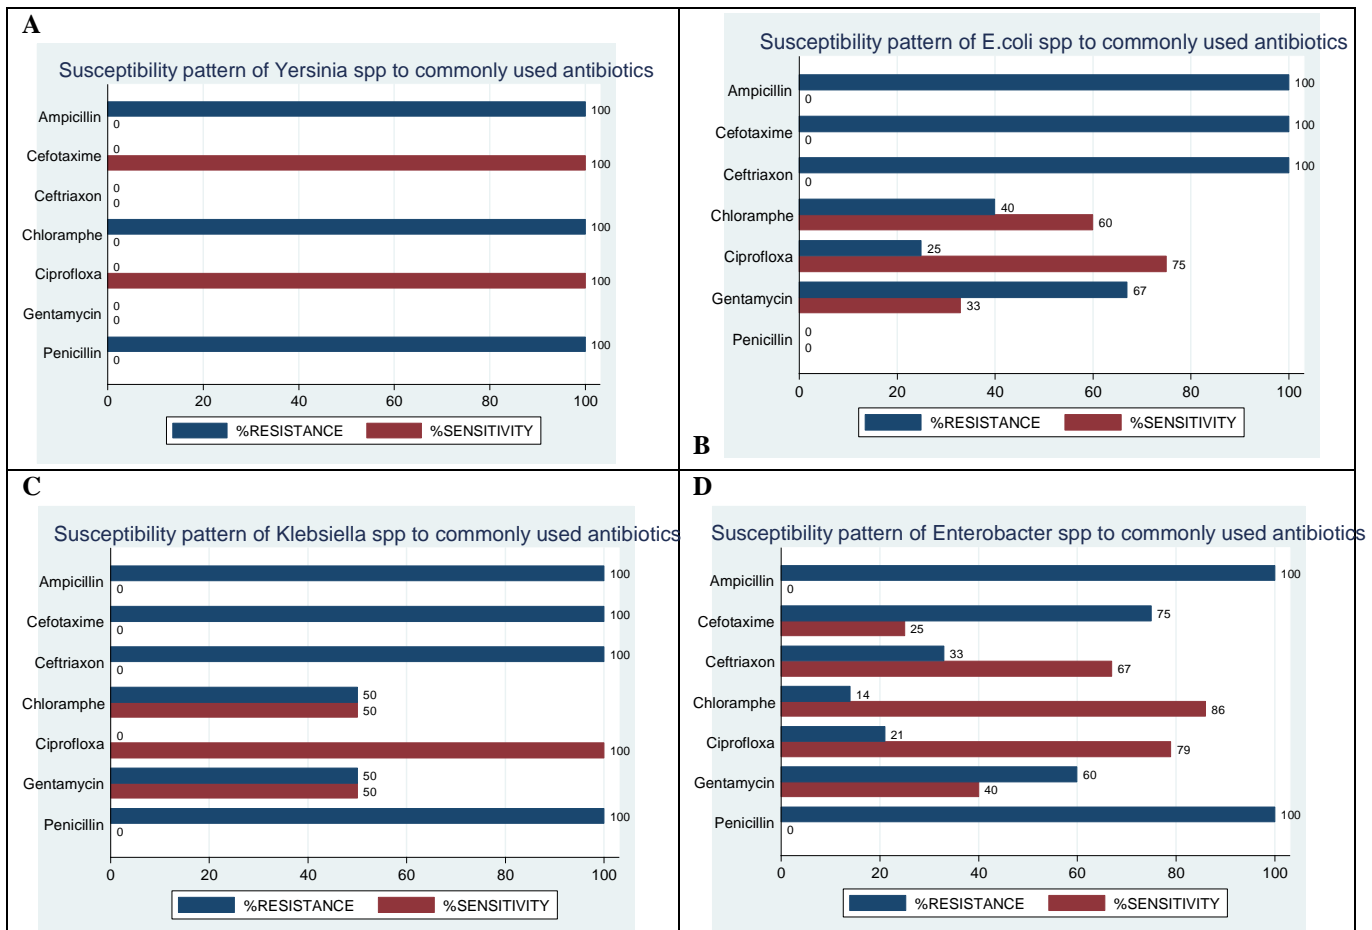 A
Susceptibility pattern of Yersinia spp to commonly used antibiotics
Ampicillin
100
0
Cefotaxime
0
100
Ceftriaxon
0
0
Chloramphe
100
0
Ciprofloxa
0
100
Gentamycin
0
0
Penicillin
100
0
0 20 40 60 80 100
%RESISTANCE %SENSITIVITY
B
Susceptibility pattern of E.coli spp to commonly used antibiotics
Ampicillin
100
0
Cefotaxime
100
0
Ceftriaxon
100
0
Chloramphe
40
60
Ciprofloxa
25
75
Gentamycin
67
33
Penicillin
0
0
0 20 40 60 80 100
%RESISTANCE %SENSITIVITY
C
Susceptibility pattern of Klebsiella spp to commonly used antibiotics
Ampicillin
100
0
Cefotaxime
100
0
Ceftriaxon
100
0
Chloramphe
50
50
Ciprofloxa
0
100
Gentamycin
50
50
Penicillin
100
0
0 20 40 60 80 100
%RESISTANCE %SENSITIVITY
D
Susceptibility pattern of Enterobacter spp to commonly used antibiotics
Ampicillin
100
0
Cefotaxime
75
25
Ceftriaxon
33
67
Chloramphe
14
86
Ciprofloxa
21
79
Gentamycin
60
40
Penicillin
100
0
0 20 40 60 80 100
%RESISTANCE %SENSITIVITY